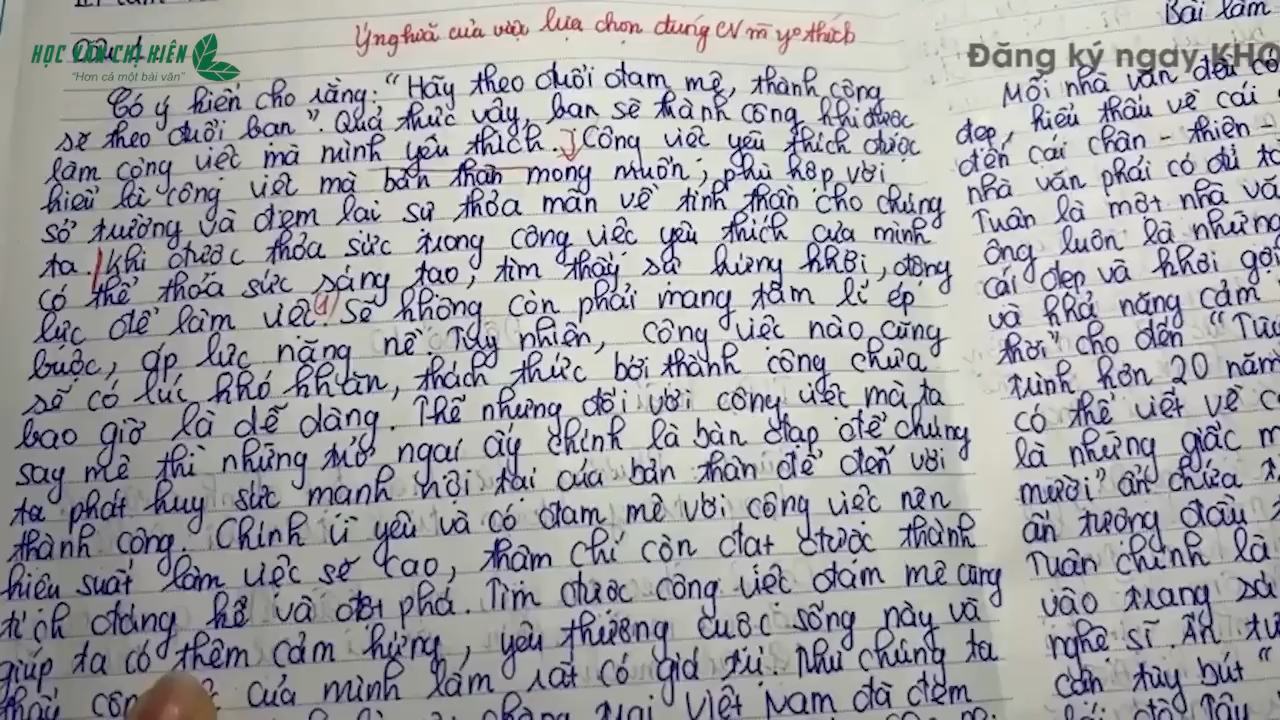 Ý nghĩa của việc lựa chọn đúng CV m̀ yê thích
HỌC VĂN CHỊ HIÊN
"Hơn cả một bài văn"
Câu 1
Có ý kiến cho rằng: "Hãy theo đuổi đam mê, thành công
sẽ theo đuổi bạn". Quả thức vậy, bạn sẽ thành công khi được
làm công việc mà mình yêu thích. Công việc yêu thích được
hiểu là công việc mà bản thân mong muốn, phù hợp với
sở trường và đem lại sự thỏa mãn về tinh thần cho chúng
ta. Khi được thỏa sức trong công việc yêu thích của mình
có thể thỏa sức sáng tạo, tìm thấy sự hứng khởi, động
lực để làm việc. (1) Sẽ không còn phải mang tâm lí ép
buộc, áp lực nặng nề. Tuy nhiên, công việc nào cũng
sẽ có lúc khó khăn, thách thức bởi thành công chưa
bao giờ là dễ dàng. Thế nhưng đối với công việc mà ta
say mê thì những trở ngại ấy chính là bàn đạp để chúng
ta phát huy sức mạnh nội tại của bản thân để đến với
thành công. Chính vì yêu và có đam mê với công việc nên
hiệu suất làm việc sẽ cao, thậm chí còn đạt được thành
tích đáng kể và đột phá. Tìm được công việc đam mê cũng
giúp ta có thêm cảm hứng, yêu thương cuộc sống này và
thấy của mình làm rất có giá trị. Như chúng ta
Việt Nam đã đem
Bài làm
Đăng ký ngay KHO
Mỗi nhà văn đều có
đẹp, hiểu thấu về cái
đến cái chân - thiện -
nhà văn phải có đủ tà
Tuân là một nhà vă
ông luôn là những
cái đẹp và khơi gợi
và khả năng cảm
thời" cho đến "Tùy
trình hơn 20 năm
có thể viết về c
là những giấc m
mười" ẩn chứa
ấn tượng đầu
Tuân chính là
vào trang sá
nghệ sĩ. Ấn tư
căn tùy bút "